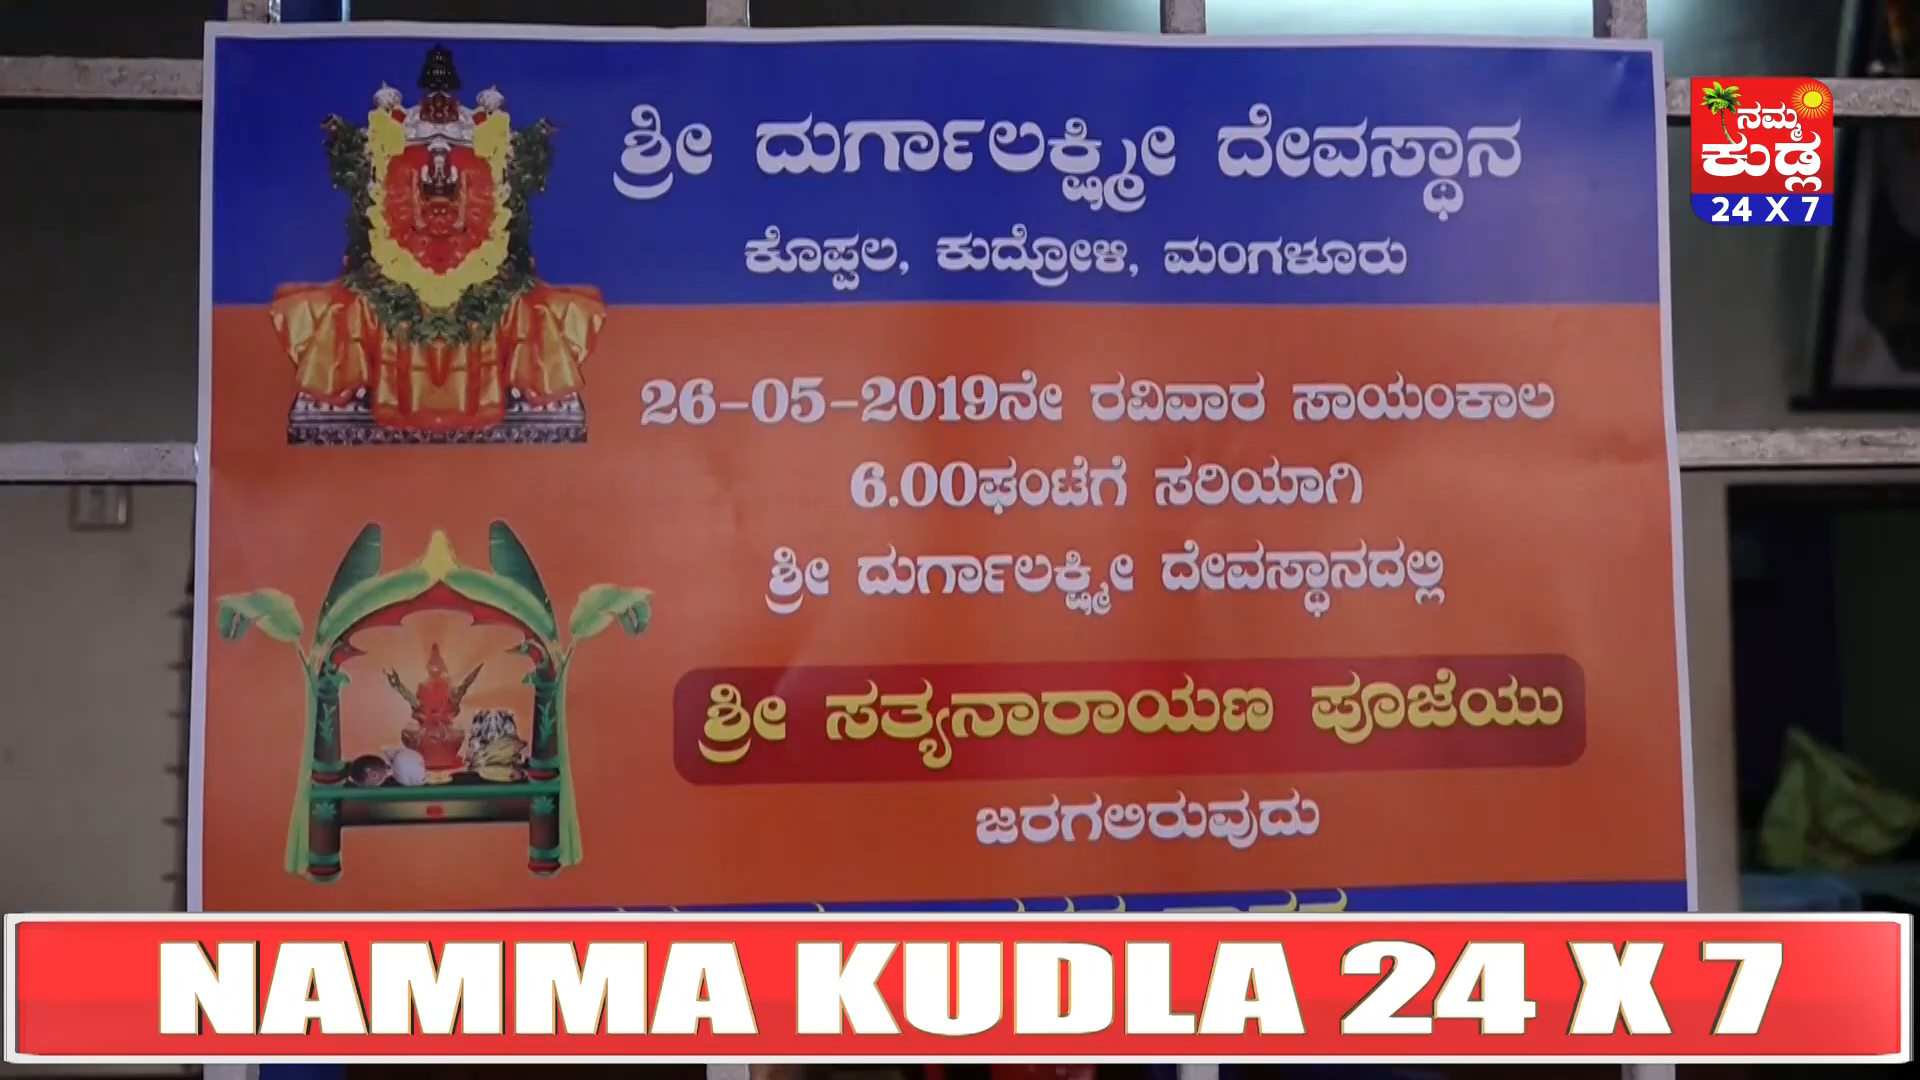 ಶ್ರೀ ದುರ್ಗಾಲಕ್ಷ್ಮೀ ದೇವಸ್ಥಾನ
ಕೊಪ್ಪಲ, ಕುದ್ರೋಳಿ, ಮಂಗಳೂರು
26-05-2019ನೇ ರವಿವಾರ ಸಾಯಂಕಾಲ
6.00ಘಂಟೆಗೆ ಸರಿಯಾಗಿ
ಶ್ರೀ ದುರ್ಗಾಲಕ್ಷ್ಮೀ ದೇವಸ್ಥಾನದಲ್ಲಿ
ಶ್ರೀ ಸತ್ಯನಾರಾಯಣ ಪೂಜೆಯು
ಜರಗಲಿರುವುದು
ನಮ್ಮ
ಕುಡ್ಲ
24 X 7
NAMMA KUDLA 24 X 7